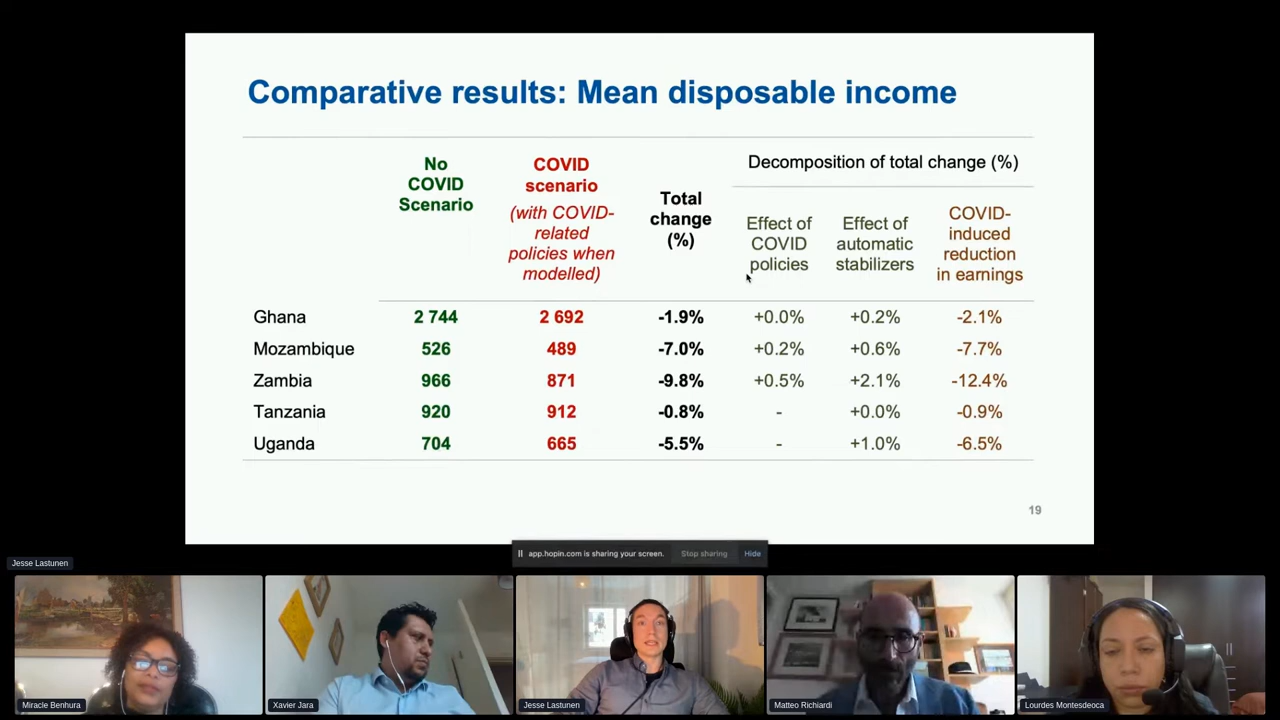 Comparative results: Mean disposable income
No
COVID
Scenario
COVID
scenario
(with COVID-
related
policies when
modelled)
Total
change
(%)
Decomposition of total change (%)
Effect of
COVID
policies
Effect of
automatic
stabilizers
COVID-
induced
reduction
in earnings
Ghana 2 744 2 692 -1.9% +0.0% +0.2% -2.1%
Mozambique 526 489 -7.0% +0.2% +0.6% -7.7%
Zambia 966 871 -9.8% +0.5% +2.1% -12.4%
Tanzania 920 912 -0.8% - +0.0% -0.9%
Uganda 704 665 -5.5% - +1.0% -6.5%
19
app.hopin.com is sharing your screen. Stop sharing Hide
Jesse Lastunen
Miracle Benhura
Xavier Jara
Jesse Lastunen
Matteo Richiardi
Lourdes Montesdeoca